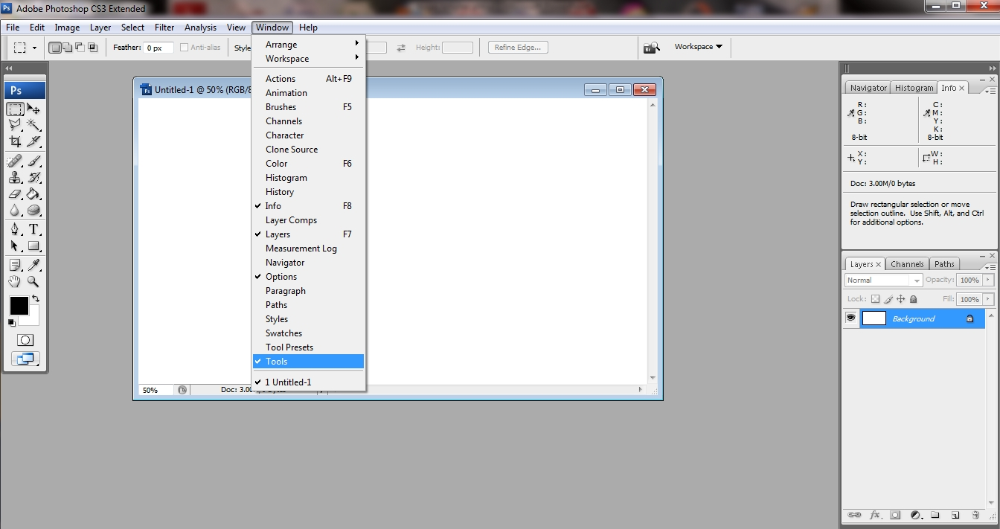 Ps Adobe Photoshop CS3 Extended
File Edit Image Layer Select Filter Analysis View Window Help
Feather: 0 px Anti-alias Style Height: Refine Edge... Br Workspace
Ps
Untitled-1 @ 50% (RGB/8
Arrange
Workspace
Actions Alt+F9
Animation
Brushes F5
Channels
Character
Clone Source
Color F6
Histogram
History
Info F8
Layer Comps
Layers F7
Measurement Log
Navigator
Options
Paragraph
Paths
Styles
Swatches
Tool Presets
Tools
1 Untitled-1
50% Doc: 3.00
T
Navigator Histogram Info
R: C:
G: M:
B: Y:
K:
8-bit 8-bit
X: W:
Y: H:
Doc: 3.00M/0 bytes
Draw rectangular selection or move
selection outline. Use Shift, Alt, and Ctrl
for additional options.
Layers Channels Paths
Normal Opacity: 100%
Lock: Fill: 100%
Background
fx